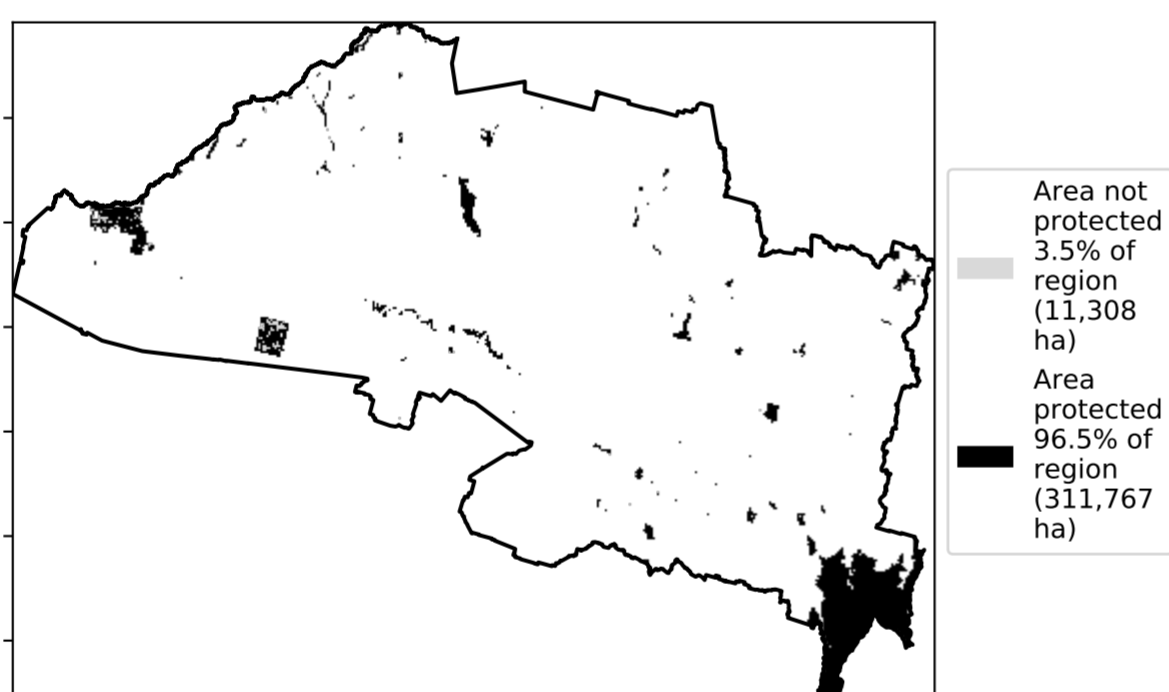 Area not
protected
3.5% of
region
(11,308
ha)
Area
protected
96.5% of
region
(311,767
ha)